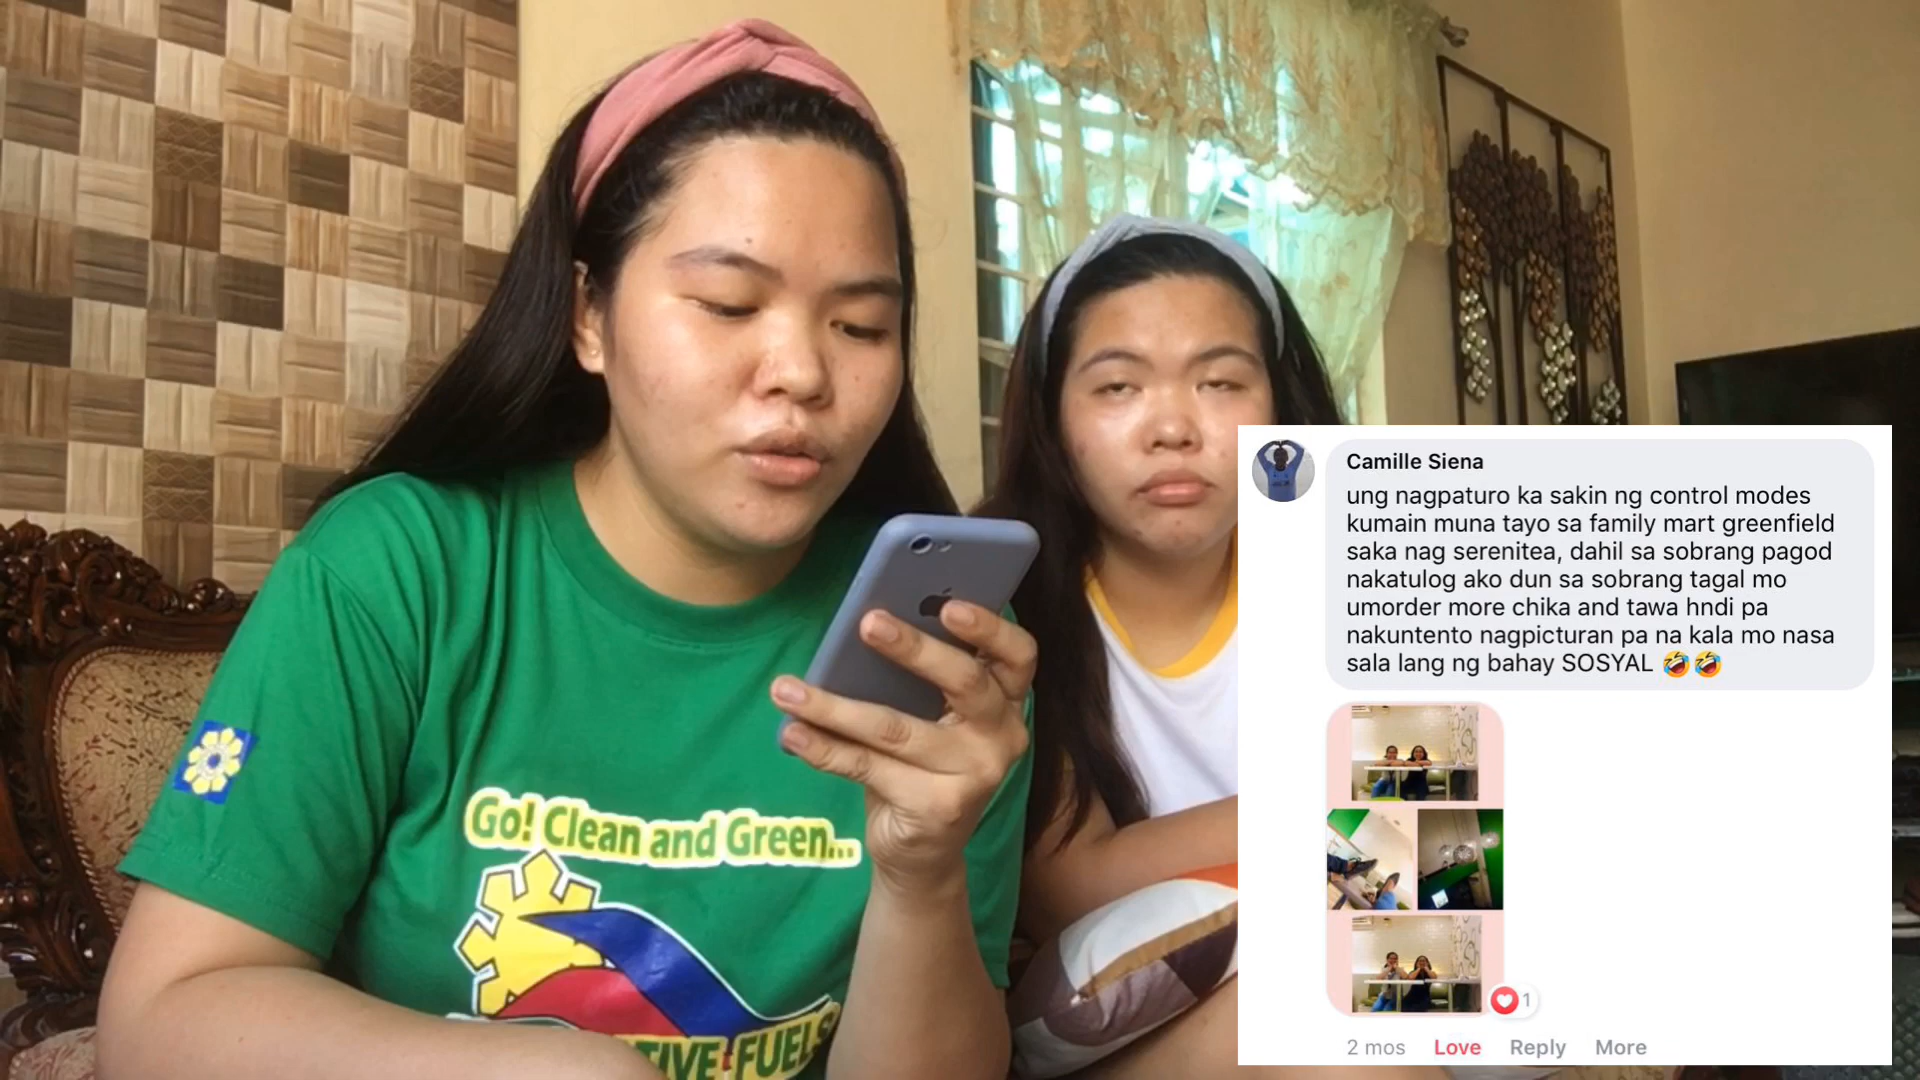 Go! Clean and Green...
TIVE FUELS
Camille Siena
ung nagpaturo ka sakin ng control modes
kumain muna tayo sa family mart greenfield
saka nag serenitea, dahil sa sobrang pagod
nakatulog ako dun sa sobrang tagal mo
umorder more chika and tawa hndi pa
nakuntento nagpicturan pa na kala mo nasa
sala lang ng bahay SOSYAL 🤣🤣
1
2 mos Love Reply More